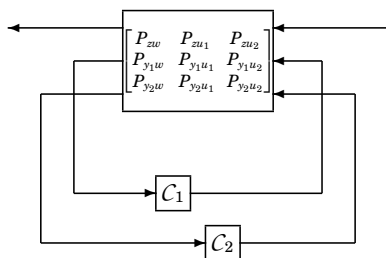 P_{zw} P_{zu_1} P_{zu_2}
P_{y_1w} P_{y_1u_1} P_{y_1u_2}
P_{y_2w} P_{y_2u_1} P_{y_2u_2}
C_1
C_2